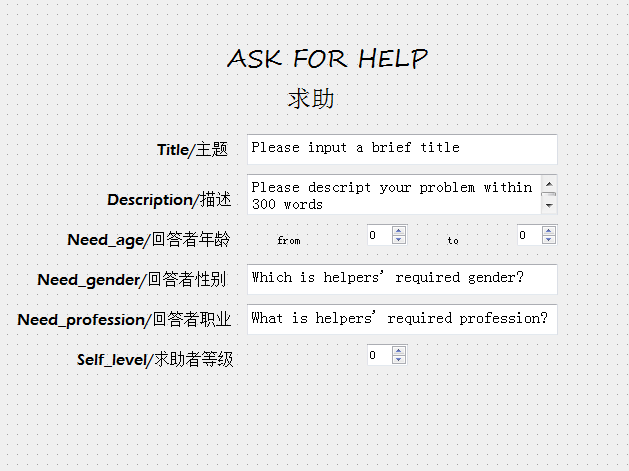 ASK FOR HELP
求助
Title/主题 Please input a brief title
Description/描述 Please descript your problem within
300 words
Need_age/回答者年龄 from 0 to 0
Need_gender/回答者性别 Which is helpers' required gender?
Need_profession/回答者职业 What is helpers' required profession?
Self_level/求助者等级 0